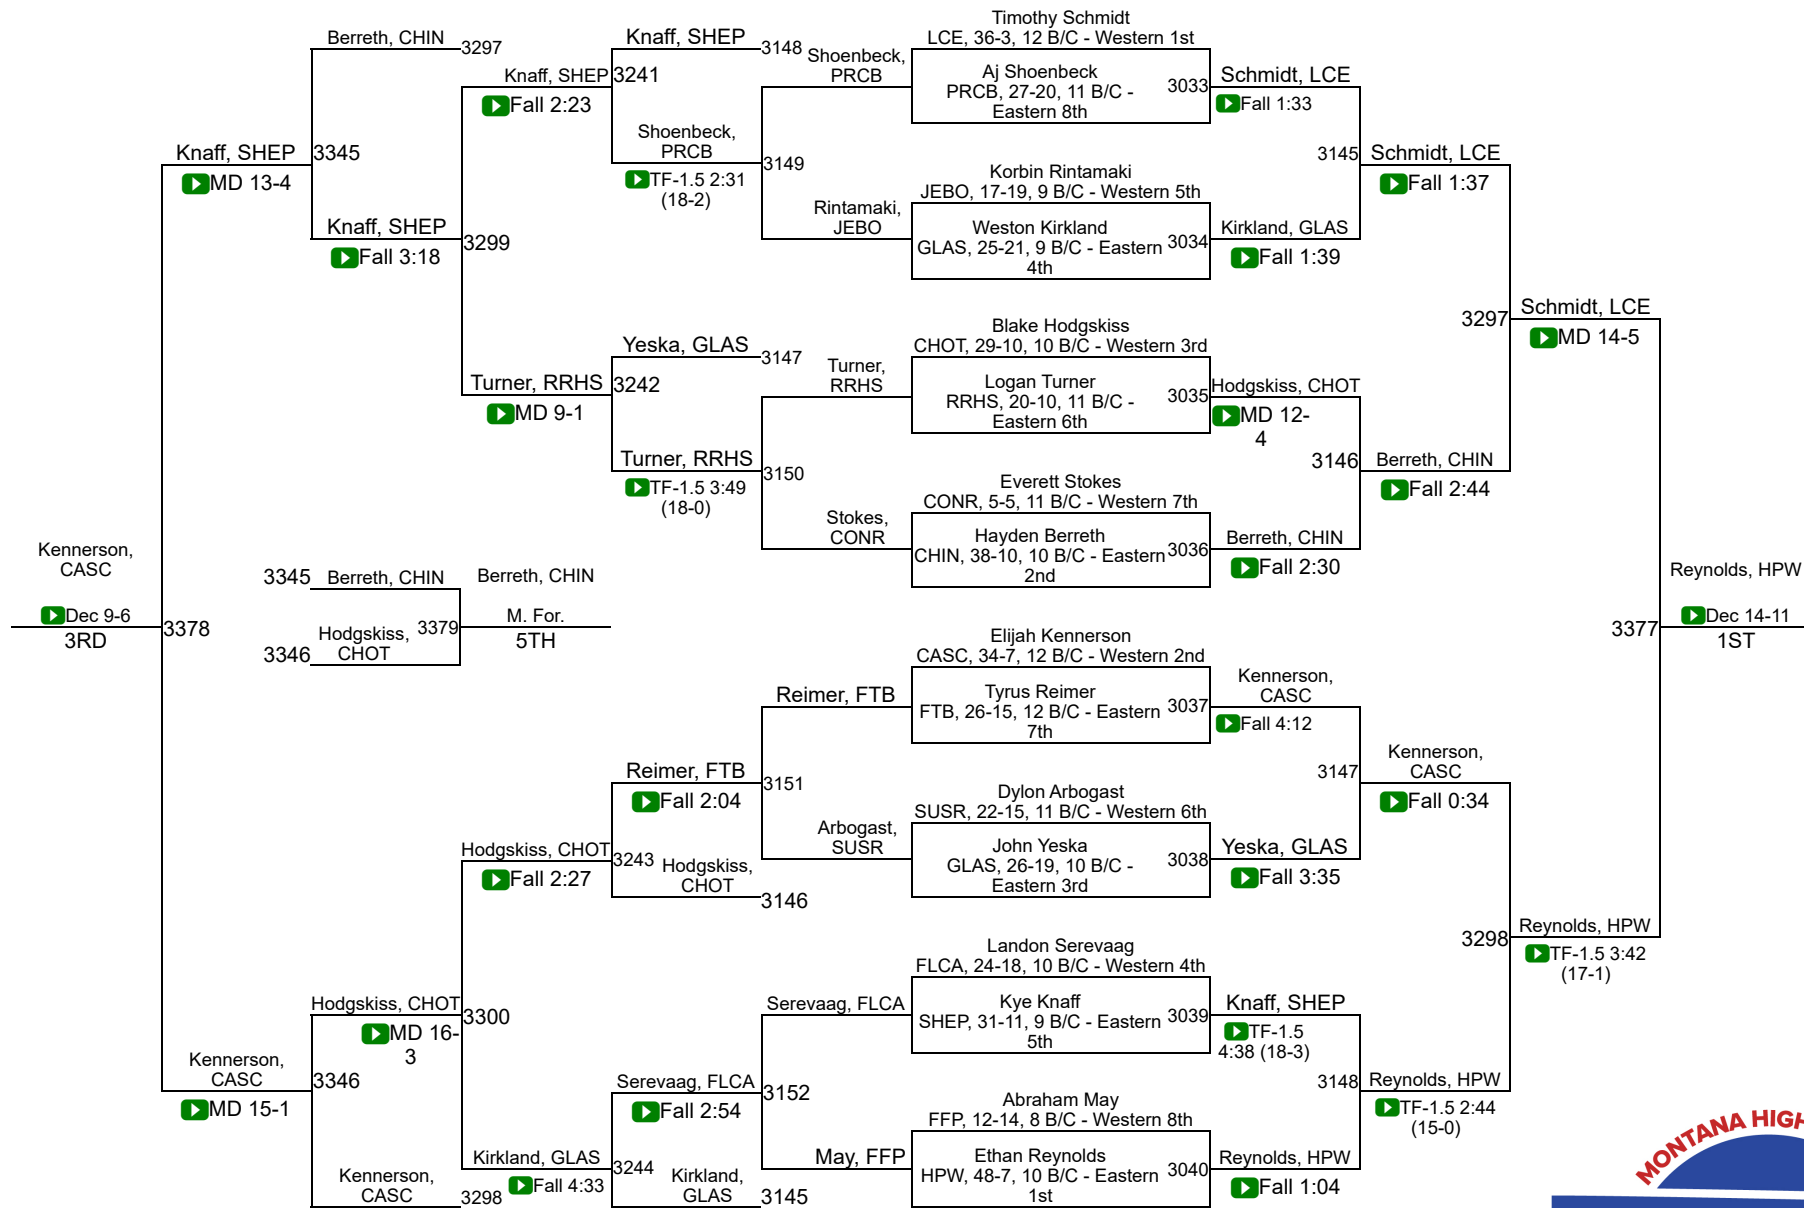 Berreth, CHIN
3297
Knaff, SHEP
3241
Fall 2:23
Knaff, SHEP
3345
MD 13-4
Knaff, SHEP
3299
Fall 3:18
Turner, RRHS
3242
MD 9-1
Knaff, SHEP
3148
Shoenbeck,
PRCB
3149
TF-1.5 2:31
(18-2)
Yeska, GLAS
3147
Turner, RRHS
3150
TF-1.5 3:49
(18-0)
Shoenbeck,
PRCB
Rintamaki,
JEBO
Turner,
RRHS
Stokes,
CONR
Timothy Schmidt
LCE, 36-3, 12 B/C - Western 1st
Aj Shoenbeck
PRCB, 27-20, 11 B/C -
Eastern 8th
3033
Schmidt, LCE
Fall 1:33
Korbin Rintamaki
JEBO, 17-19, 9 B/C - Western 5th
Weston Kirkland
GLAS, 25-21, 9 B/C - Eastern
4th
3034
Kirkland, GLAS
Fall 1:39
3145
Schmidt, LCE
Fall 1:37
Blake Hodgskiss
CHOT, 29-10, 10 B/C - Western 3rd
Logan Turner
RRHS, 20-10, 11 B/C -
Eastern 6th
3035
Hodgskiss, CHOT
MD 12-
4
Everett Stokes
CONR, 5-5, 11 B/C - Western 7th
Hayden Berreth
CHIN, 38-10, 10 B/C - Eastern
2nd
3036
Berreth, CHIN
Fall 2:30
3146
Berreth, CHIN
Fall 2:44
3297
Schmidt, LCE
MD 14-5
Kennerson,
CASC
Dec 9-6
3RD
3378
3345
Berreth, CHIN
3346
Hodgskiss,
CHOT
3379
Berreth, CHIN
M. For.
5TH
3377
Reynolds, HPW
Dec 14-11
1ST
Elijah Kennerson
CASC, 34-7, 12 B/C - Western 2nd
Tyrus Reimer
FTB, 26-15, 12 B/C - Eastern
7th
3037
Kennerson,
CASC
Fall 4:12
Dylon Arbogast
SUSR, 22-15, 11 B/C - Western 6th
John Yeska
GLAS, 26-19, 10 B/C -
Eastern 3rd
3038
Yeska, GLAS
Fall 3:35
3147
Kennerson,
CASC
Fall 0:34
Reimer, FTB
Arbogast,
SUSR
Reimer, FTB
3151
Fall 2:04
Hodgskiss, CHOT
3243
Fall 2:27
Hodgskiss,
CHOT
3146
Landon Serevaag
FLCA, 24-18, 10 B/C - Western 4th
Kye Knaff
SHEP, 31-11, 9 B/C - Eastern
5th
3039
Knaff, SHEP
TF-1.5
4:38 (18-3)
Abraham May
FFP, 12-14, 8 B/C - Western 8th
Ethan Reynolds
HPW, 48-7, 10 B/C - Eastern
1st
3040
Reynolds, HPW
Fall 1:04
3148
Reynolds, HPW
TF-1.5 2:44
(15-0)
3298
Reynolds, HPW
TF-1.5 3:42
(17-1)
Serevaag, FLCA
May, FFP
Serevaag, FLCA
3152
Fall 2:54
Kirkland, GLAS
3244
Fall 4:33
Kirkland,
GLAS
3145
Hodgskiss, CHOT
3300
MD 16-
3
Kennerson,
CASC
3346
MD 15-1
Kennerson,
CASC
3298
MONTANA HIGH